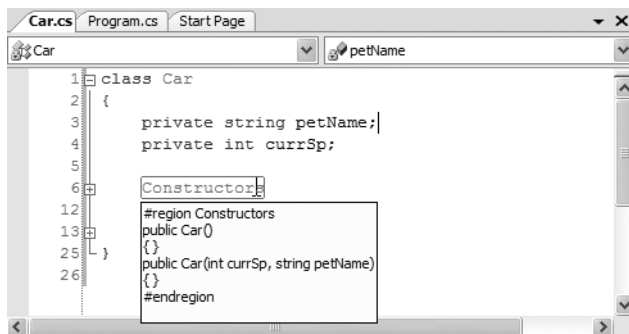 Car.cs Program.cs Start Page
Car petName
1 class Car
2 {
3 private string petName;
4 private int currSp;
5
6 Constructors
12 #region Constructors
13 public Car()
25 } {}
26 public Car(int currSp, string petName)
{}
#endregion